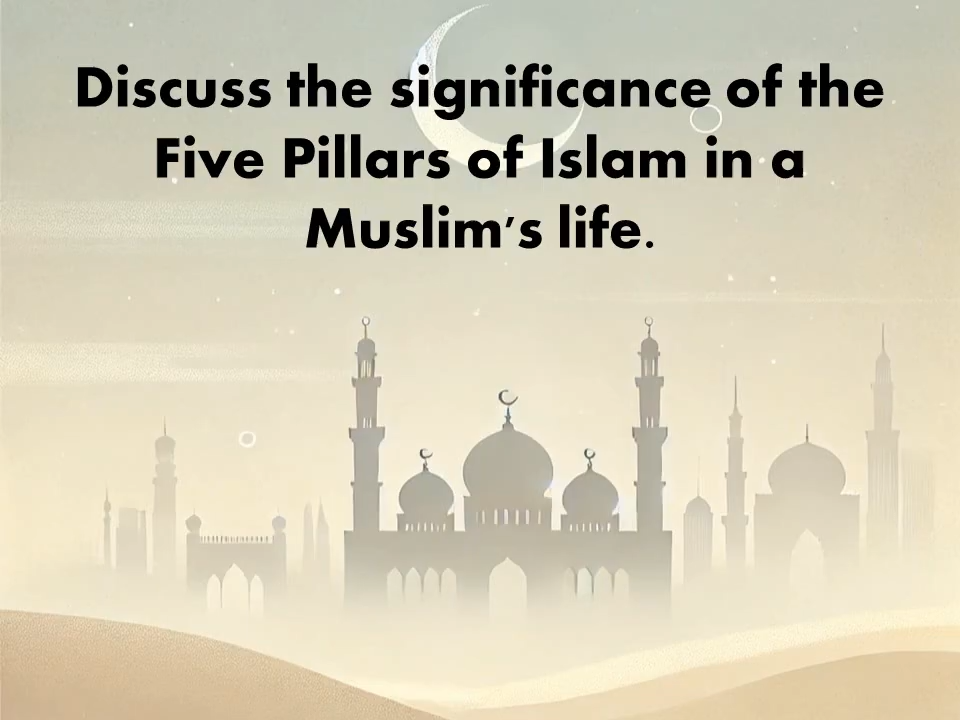 Discuss the significance of the
Five Pillars of Islam in a
Muslim's life.